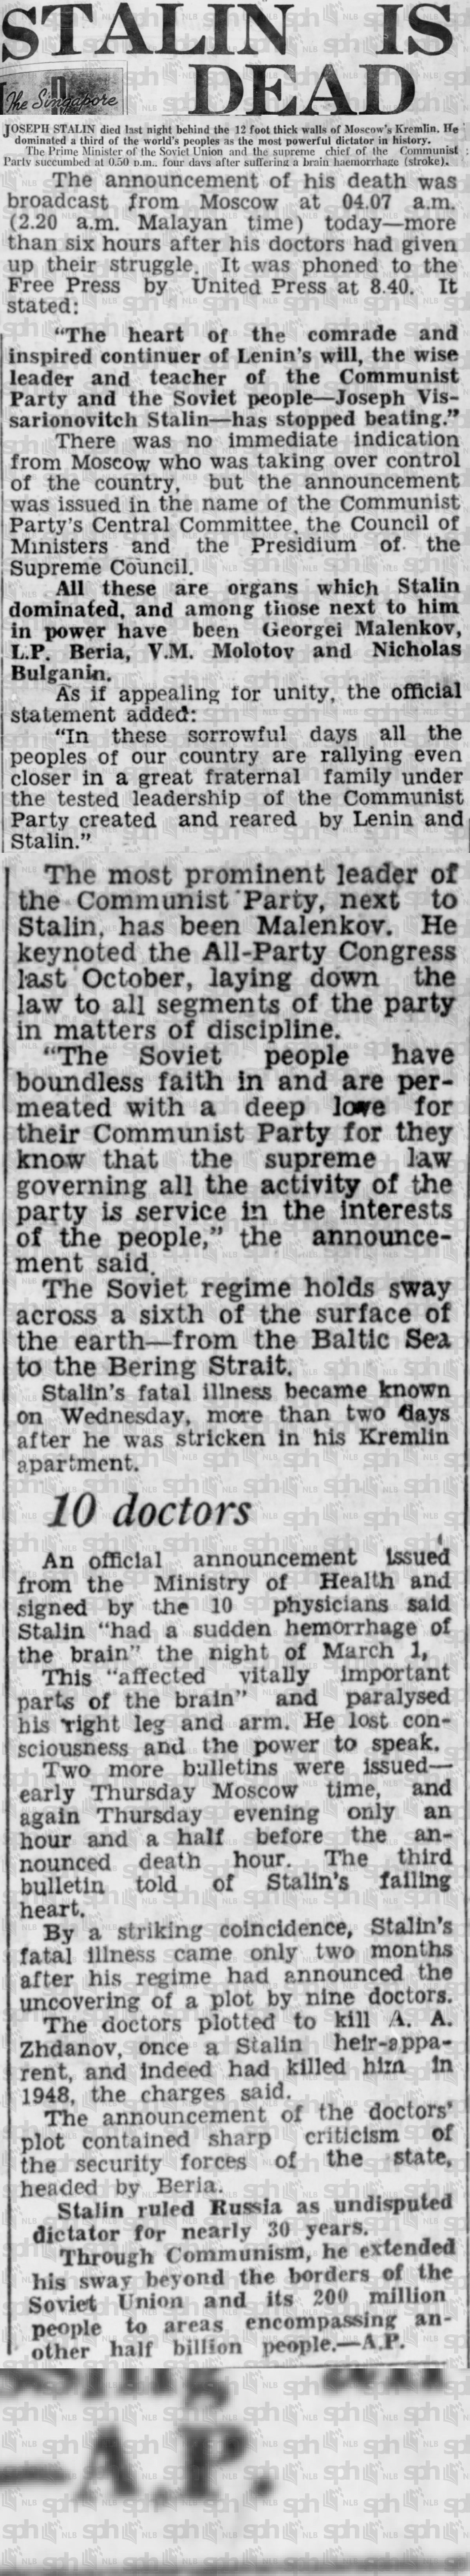 STALIN IS
DEAD
The Singapore
JOSEPH STALIN died last night behind the 12 foot thick walls of Moscow's Kremlin. He
dominated a third of the world's peoples as the most powerful dictator in history.
The Prime Minister of the Soviet Union and the supreme chief of the Communist
Party succumbed at 9.50 p.m., four days after suffering a brain haemorrhage (stroke).
The announcement of his death was
broadcast from Moscow at 04.07 a.m.
(2.20 a.m. Malayan time) today—more
than six hours after his doctors had given
up their struggle. It was phoned to the
Free Press by United Press at 8.40. It
stated:
"The heart of the comrade and
inspired continuer of Lenin's will, the wise
leader and teacher of the Communist
Party and the Soviet people—Joseph Vis-
sarionovitch Stalin—has stopped beating."
There was no immediate indication
from Moscow who was taking over control
of the country, but the announcement
was issued in the name of the Communist
Party's Central Committee, the Council of
Ministers and the Presidium of the
Supreme Council.
All these are organs which Stalin
dominated, and among those next to him
in power have been Georgei Malenkov,
L.P. Beria, V.M. Molotov and Nicholas
Bulganin.
As if appealing for unity, the official
statement added:
"In these sorrowful days all the
peoples of our country are rallying even
closer in a great fraternal family under
the tested leadership of the Communist
Party created and reared by Lenin and
Stalin."
The most prominent leader of
the Communist Party, next to
Stalin, has been Malenkov. He
keynoted the All-Party Congress
last October, laying down the
law to all segments of the party
in matters of discipline.
"The Soviet people have
boundless faith in and are per-
meated with a deep love for
their Communist Party for they
know that the supreme law
governing all the activity of the
party is service in the interests
of the people," the announce-
ment said.
The Soviet regime holds sway
across a sixth of the surface of
the earth—from the Baltic Sea
to the Bering Strait.
Stalin's fatal illness became known
on Wednesday, more than two days
after he was stricken in his Kremlin
apartment.
10 doctors
An official announcement issued
from the Ministry of Health and
signed by the 10 physicians said
Stalin "had a sudden hemorrhage of
the brain" the night of March 1,
This "affected vitally important
parts of the brain" and paralysed
his right leg and arm. He lost con-
sciousness and the power to speak.
Two more bulletins were issued—
early Thursday Moscow time, and
again Thursday evening only an
hour and a half before the an-
nounced death hour. The third
bulletin told of Stalin's failing
heart.
By a striking coincidence, Stalin's
fatal illness came only two months
after his regime had announced the
uncovering of a plot by nine doctors.
The doctors plotted to kill A. A.
Zhdanov, once a Stalin heir-appa-
rent, and indeed had killed him in
1948, the charges said.
The announcement of the doctors'
plot contained sharp criticism of
the security forces of the state,
headed by Beria.
Stalin ruled Russia as undisputed
dictator for nearly 30 years.
Through Communism, he extended
his sway beyond the borders of the
Soviet Union and its 200 million
people to areas encompassing an-
other half billion people.—A.P.
—A.P.